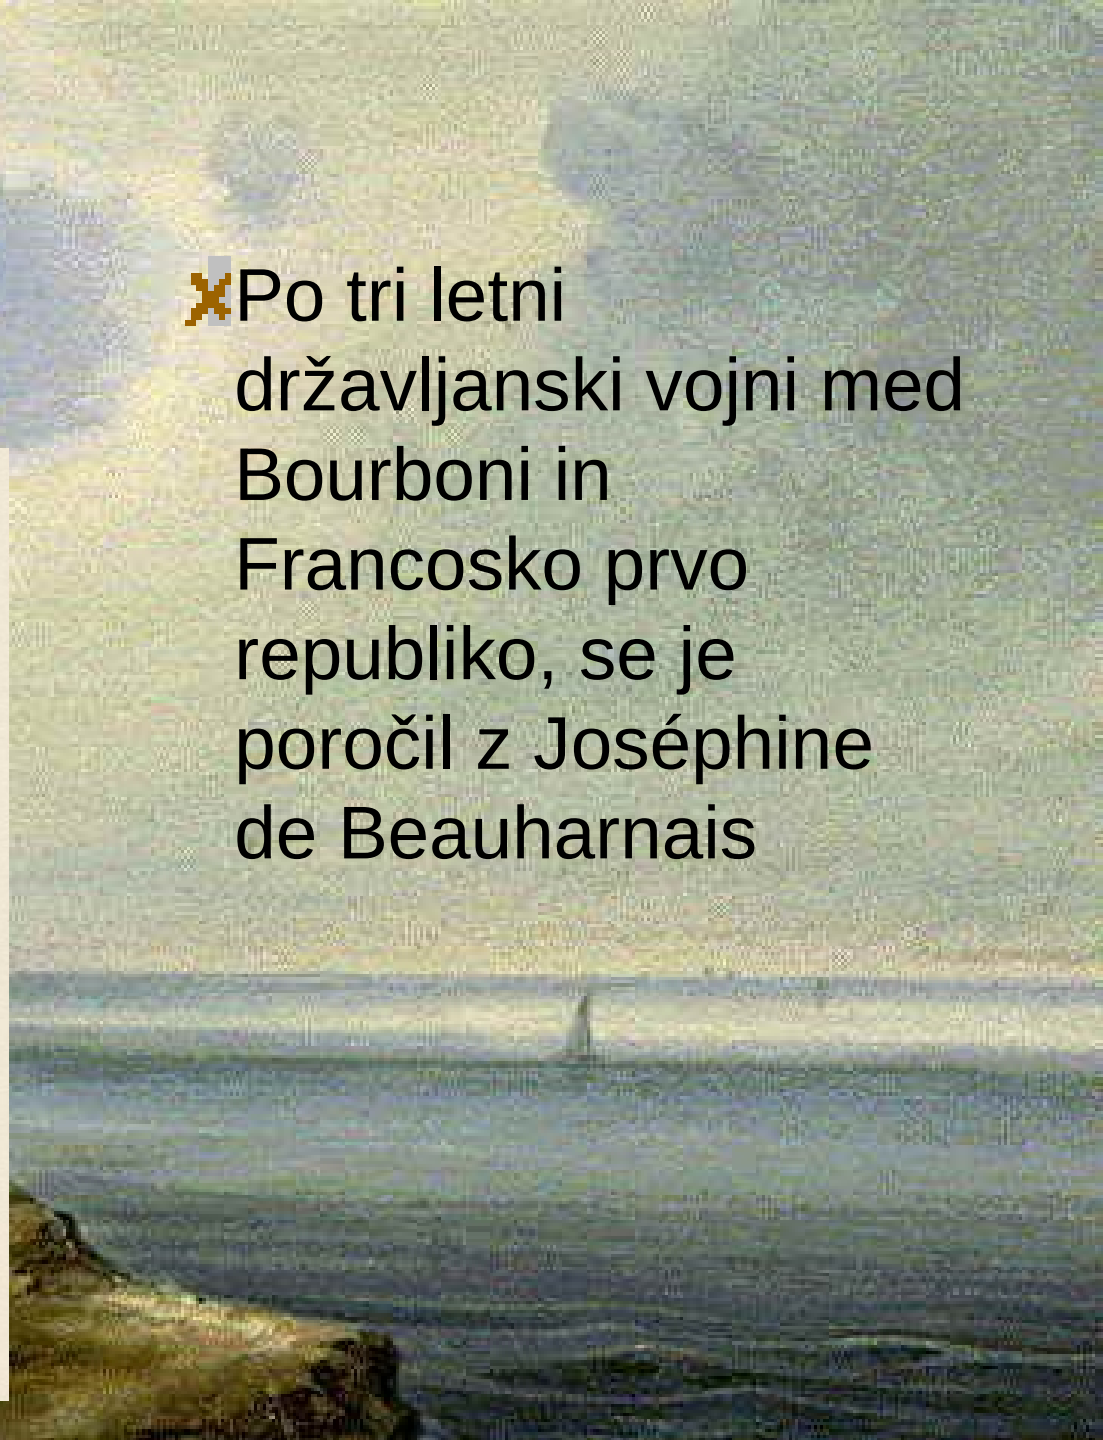 Po tri letni
državljanski vojni med
Bourboni in
Francosko prvo
republiko, se je
poročil z Joséphine
de Beauharnais